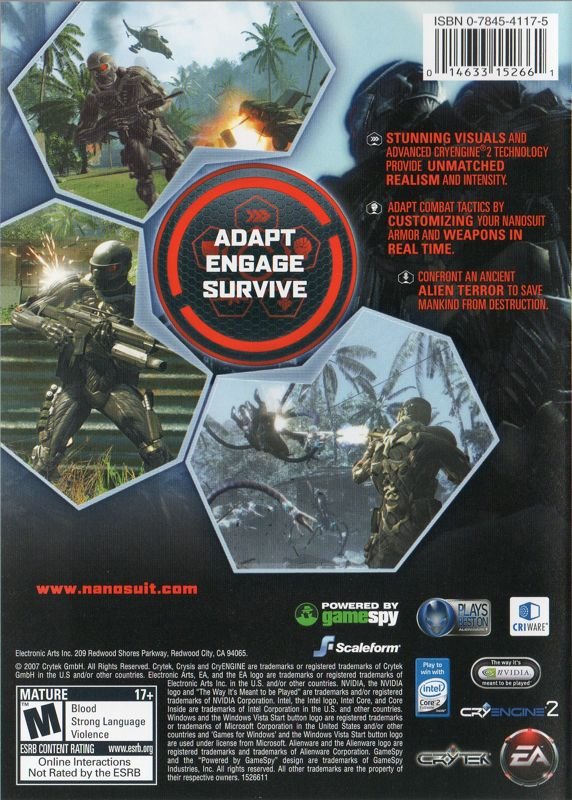 ISBN 0-7845-4117-5
0 14633 15266 1
STUNNING VISUALS AND
ADVANCED CRYENGINE®2 TECHNOLOGY
PROVIDE UNMATCHED
REALISM AND INTENSITY.
ADAPT COMBAT TACTICS BY
CUSTOMIZING YOUR NANOSUIT
ARMOR AND WEAPONS IN
REAL TIME.
CONFRONT AN ANCIENT
ALIEN TERROR TO SAVE
MANKIND FROM DESTRUCTION.
ADAPT
ENGAGE
SURVIVE
www.nanosuit.com
POWERED BY
gamespy
PLAYS
BEST ON
ALIENWARE
CRIWARE
Scaleform
Electronic Arts Inc. 209 Redwood Shores Parkway, Redwood City, CA 94065.
© 2007 Crytek GmbH. All Rights Reserved. Crytek, Crysis and CryENGINE are trademarks or registered trademarks of Crytek
GmbH in the U.S and/or other countries. Electronic Arts, EA, and the EA logo are trademarks or registered trademarks of
Electronic Arts Inc. in the U.S. and/or other countries. NVIDIA, the NVIDIA
logo and "The Way It's Meant to be Played" are trademarks and/or registered
trademarks of NVIDIA Corporation. Intel, the Intel logo, Intel Core, and Core
Inside are trademarks of Intel Corporation in the U.S. and other countries.
Windows and the Windows Vista Start button logo are registered trademarks
or trademarks of Microsoft Corporation in the United States and/or other
countries and 'Games for Windows' and the Windows Vista Start button logo
are used under license from Microsoft. Alienware and the Alienware logo are
registered trademarks and trademarks of Alienware Corporation. GameSpy
and the "Powered by GameSpy" design are trademarks of GameSpy
Industries, Inc. All rights reserved. All other trademarks are the property of
their respective owners. 1526611
MATURE 17+
M
Blood
Strong Language
Violence
ESRB CONTENT RATING www.esrb.org
Online Interactions
Not Rated by the ESRB
Play to
win with
intel
Core 2
Extreme
The way it's
NVIDIA
meant to be played
CRYENGINE 2
CRYTEK
EA